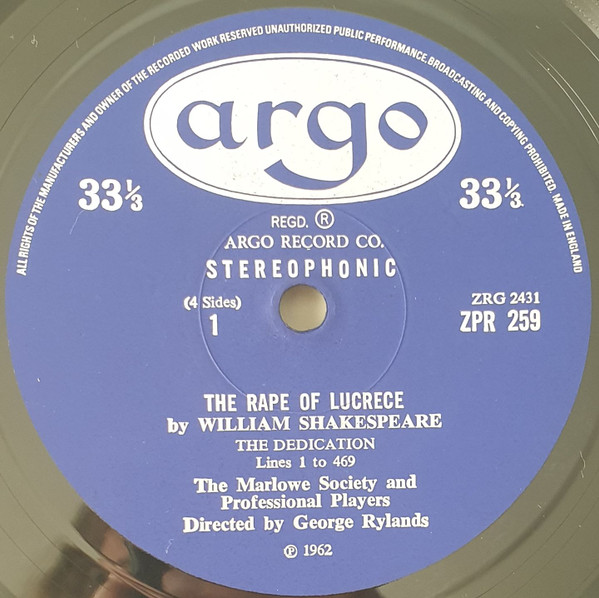 ALL RIGHTS OF THE MANUFACTURERS AND OWNER OF THE RECORDED WORK RESERVED UNAUTHORIZED PUBLIC PERFORMANCE, BROADCASTING AND COPYING PROHIBITED. MADE IN ENGLAND
argo
33⅓ 33⅓
REGD. ®
ARGO RECORD CO.
STEREOPHONIC
(4 Sides) ZRG 2431
1 ZPR 259
THE RAPE OF LUCRECE
by WILLIAM SHAKESPEARE
THE DEDICATION
Lines 1 to 469
The Marlowe Society and
Professional Players
Directed by George Rylands
℗ 1962